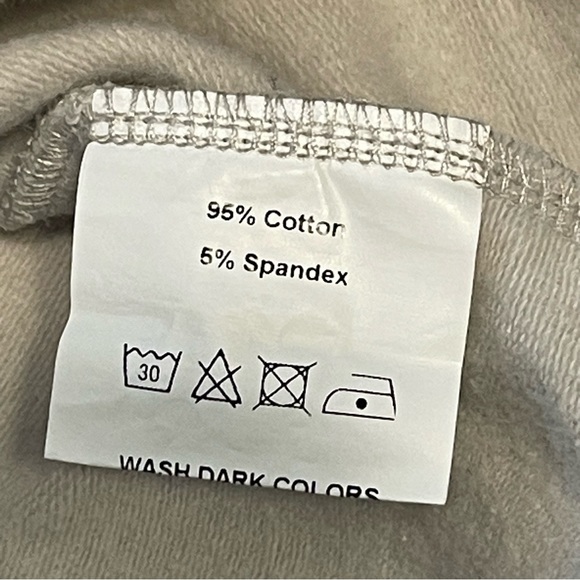 95% Cotton
5% Spandex
30
WASH DARK COLORS